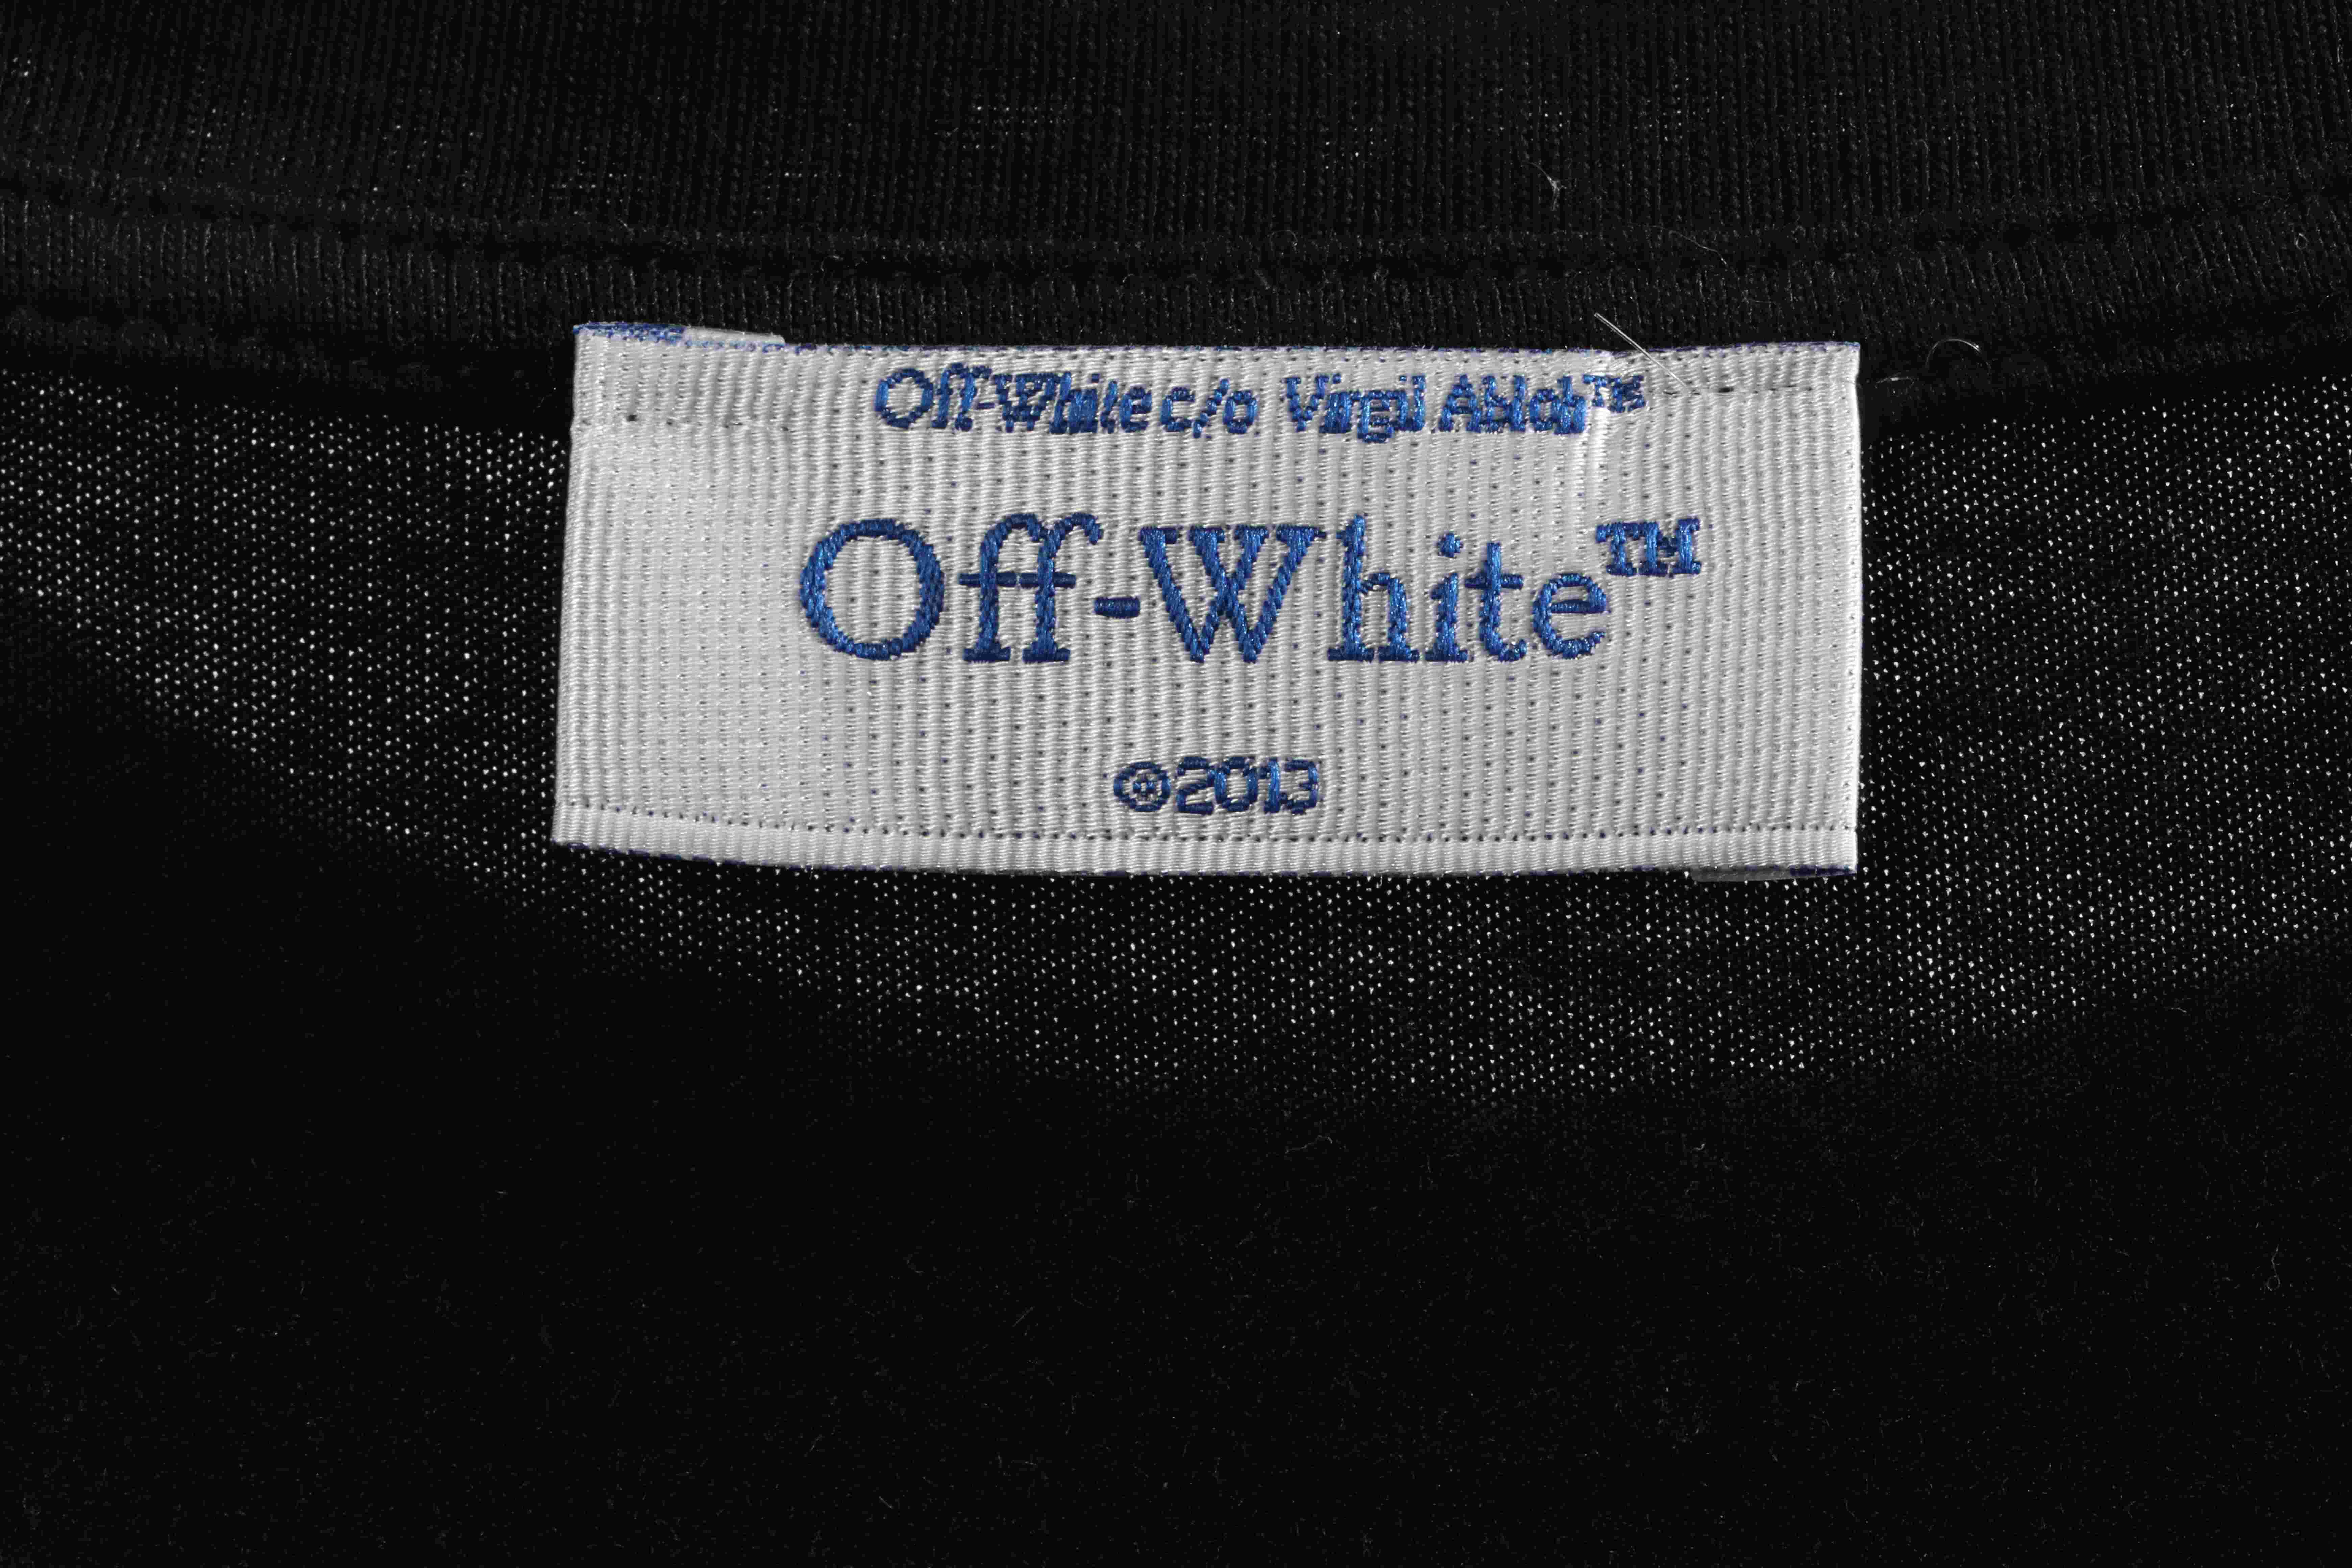 Off-White c/o Virgil Abloh™
Off-White™
©2013